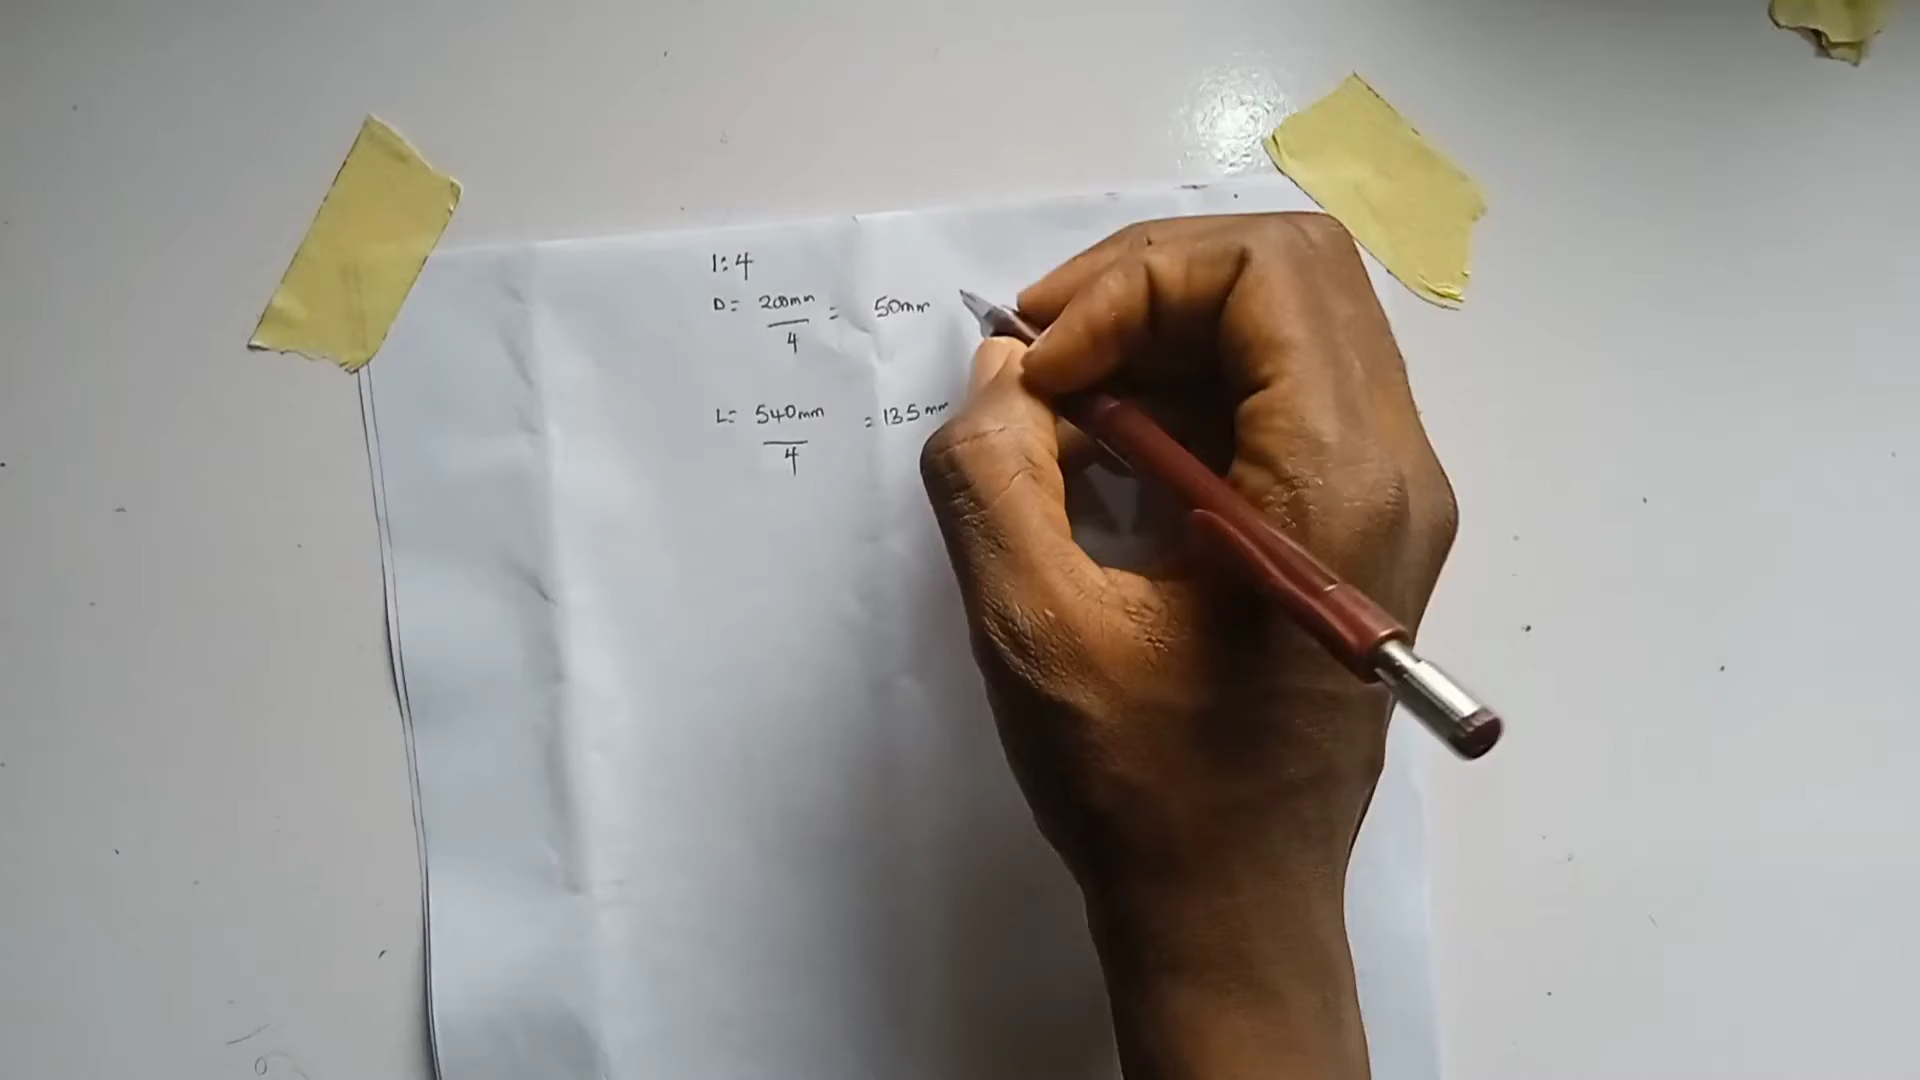 1:4
D = 200mm = 50mm
4
L = 540mm = 135mm
4